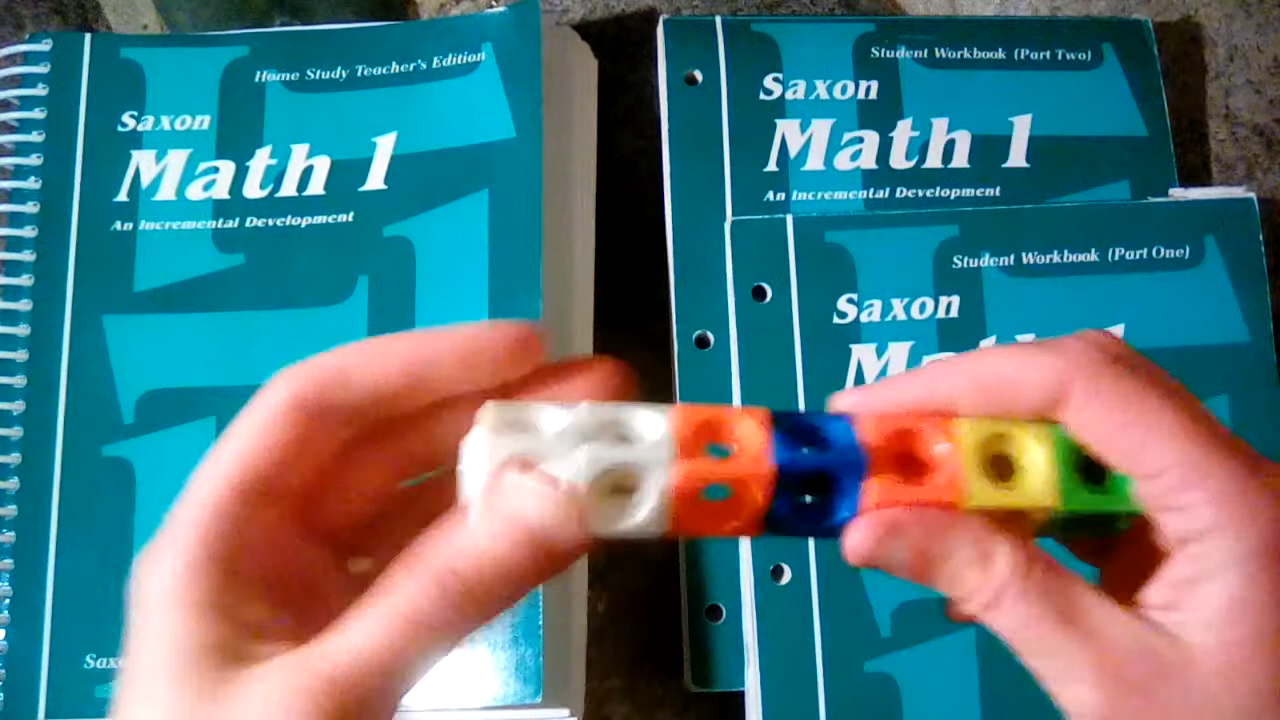 Home Study Teacher's Edition
Saxon
Math 1
An Incremental Development
Student Workbook (Part Two)
Saxon
Math 1
An Incremental Development
Student Workbook (Part One)
Saxon